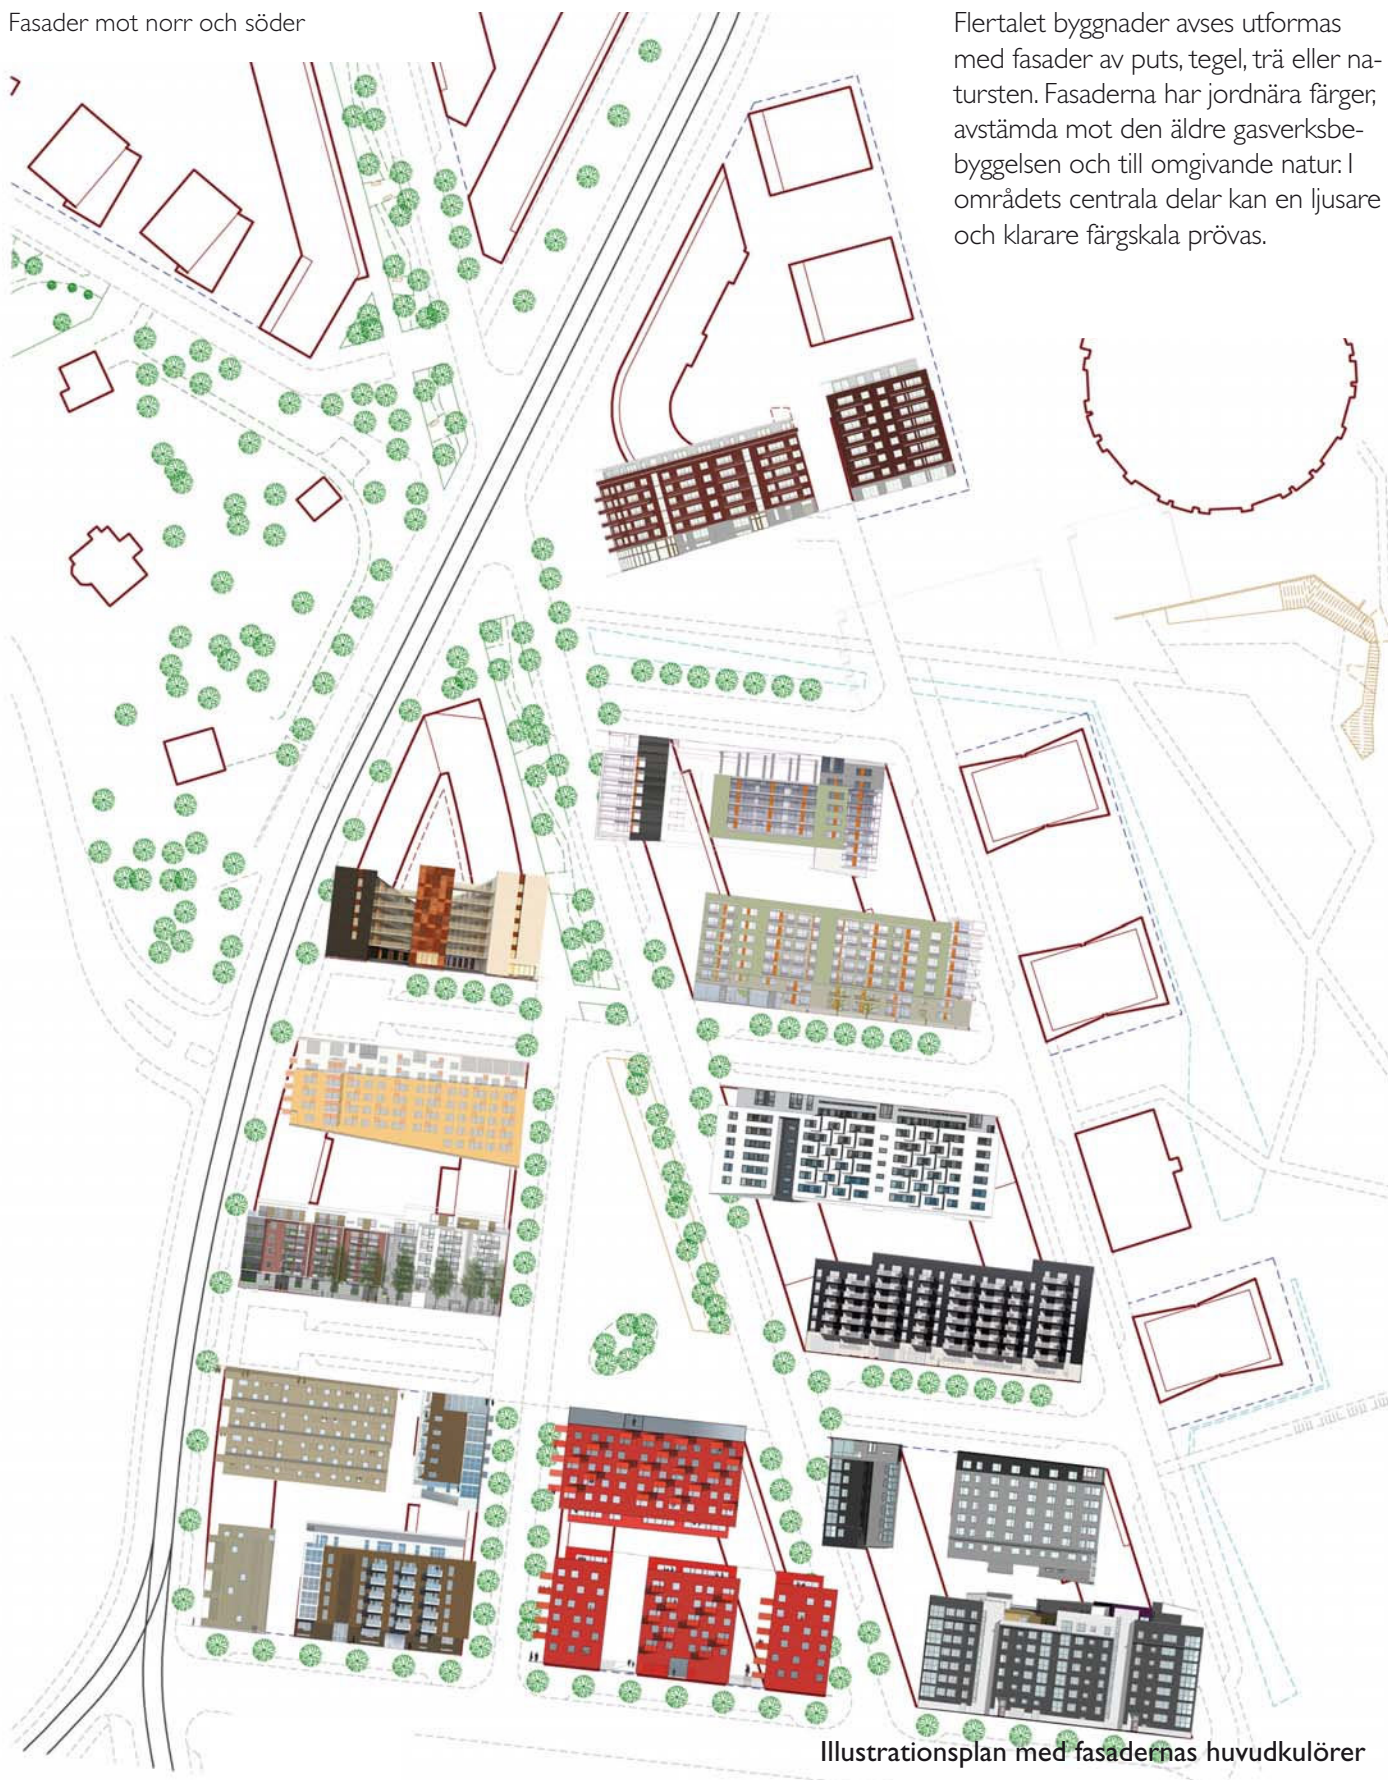 Fasader mot norr och söder
Flertalet byggnader avses utformas
med fasader av puts, tegel, trä eller na-
tursten. Fasaderna har jordnära färger,
avstämda mot den äldre gasverksbe-
byggelsen och till omgivande natur. I
områdets centrala delar kan en ljusare
och klarare färgskala prövas.
Illustrationsplan med fasadernas huvudkulörer